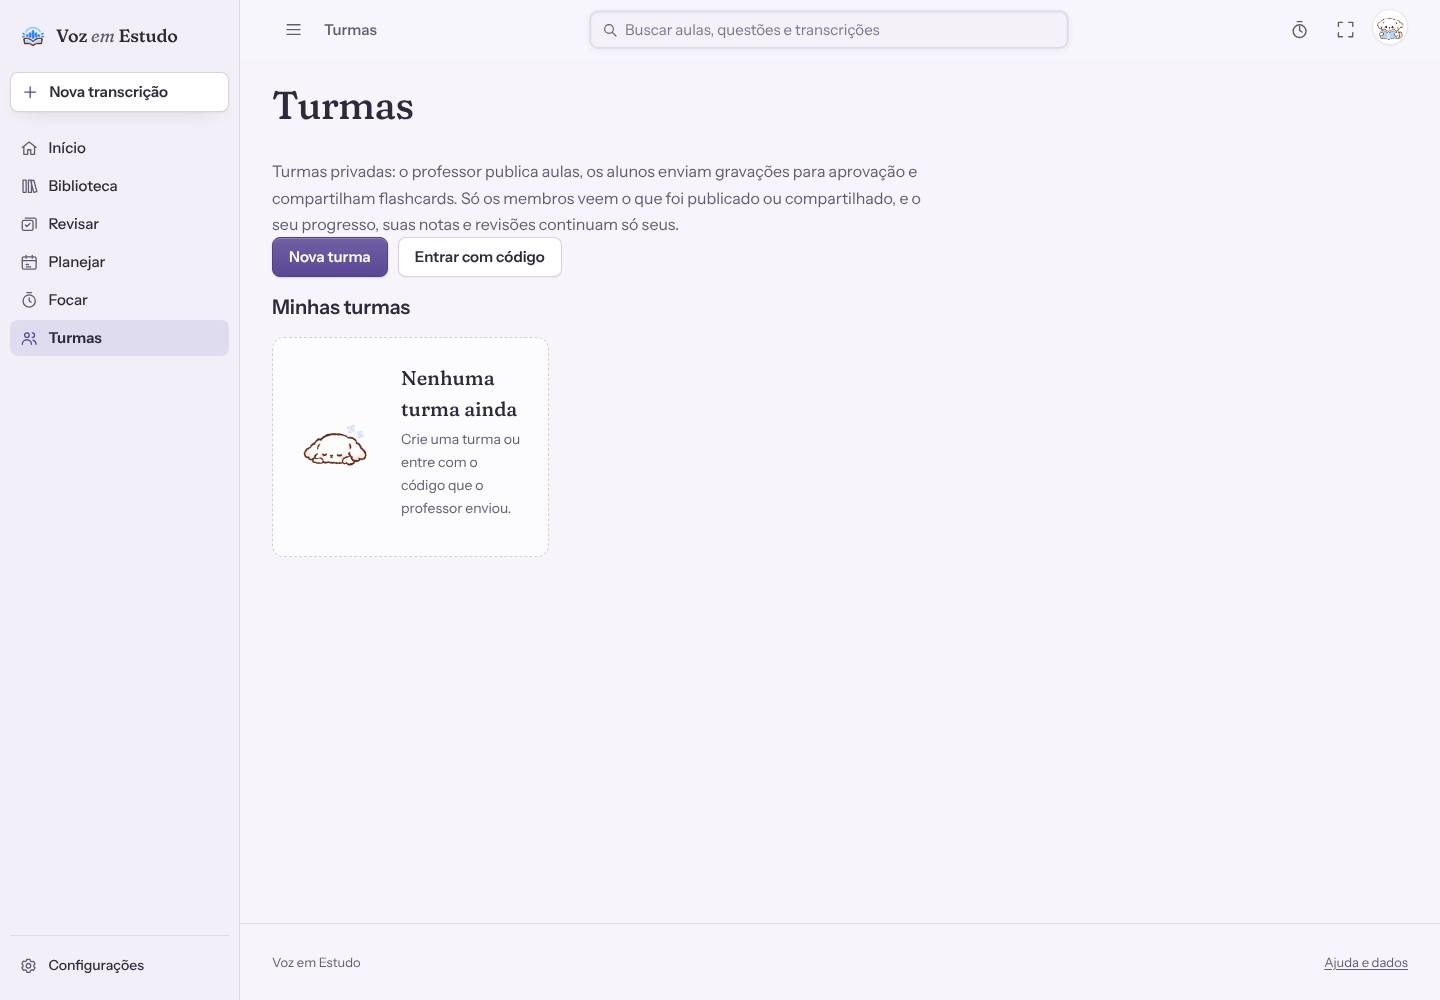 Voz em Estudo
Nova transcrição
Início
Biblioteca
Revisar
Planejar
Focar
Turmas
Configurações
Turmas
Buscar aulas, questões e transcrições
Turmas
Turmas privadas: o professor publica aulas, os alunos enviam gravações para aprovação e
compartilham flashcards. Só os membros veem o que foi publicado ou compartilhado, e o
seu progresso, suas notas e revisões continuam só seus.
Nova turma
Entrar com código
Minhas turmas
Nenhuma
turma ainda
Crie uma turma ou
entre com o
código que o
professor enviou.
Voz em Estudo
Ajuda e dados